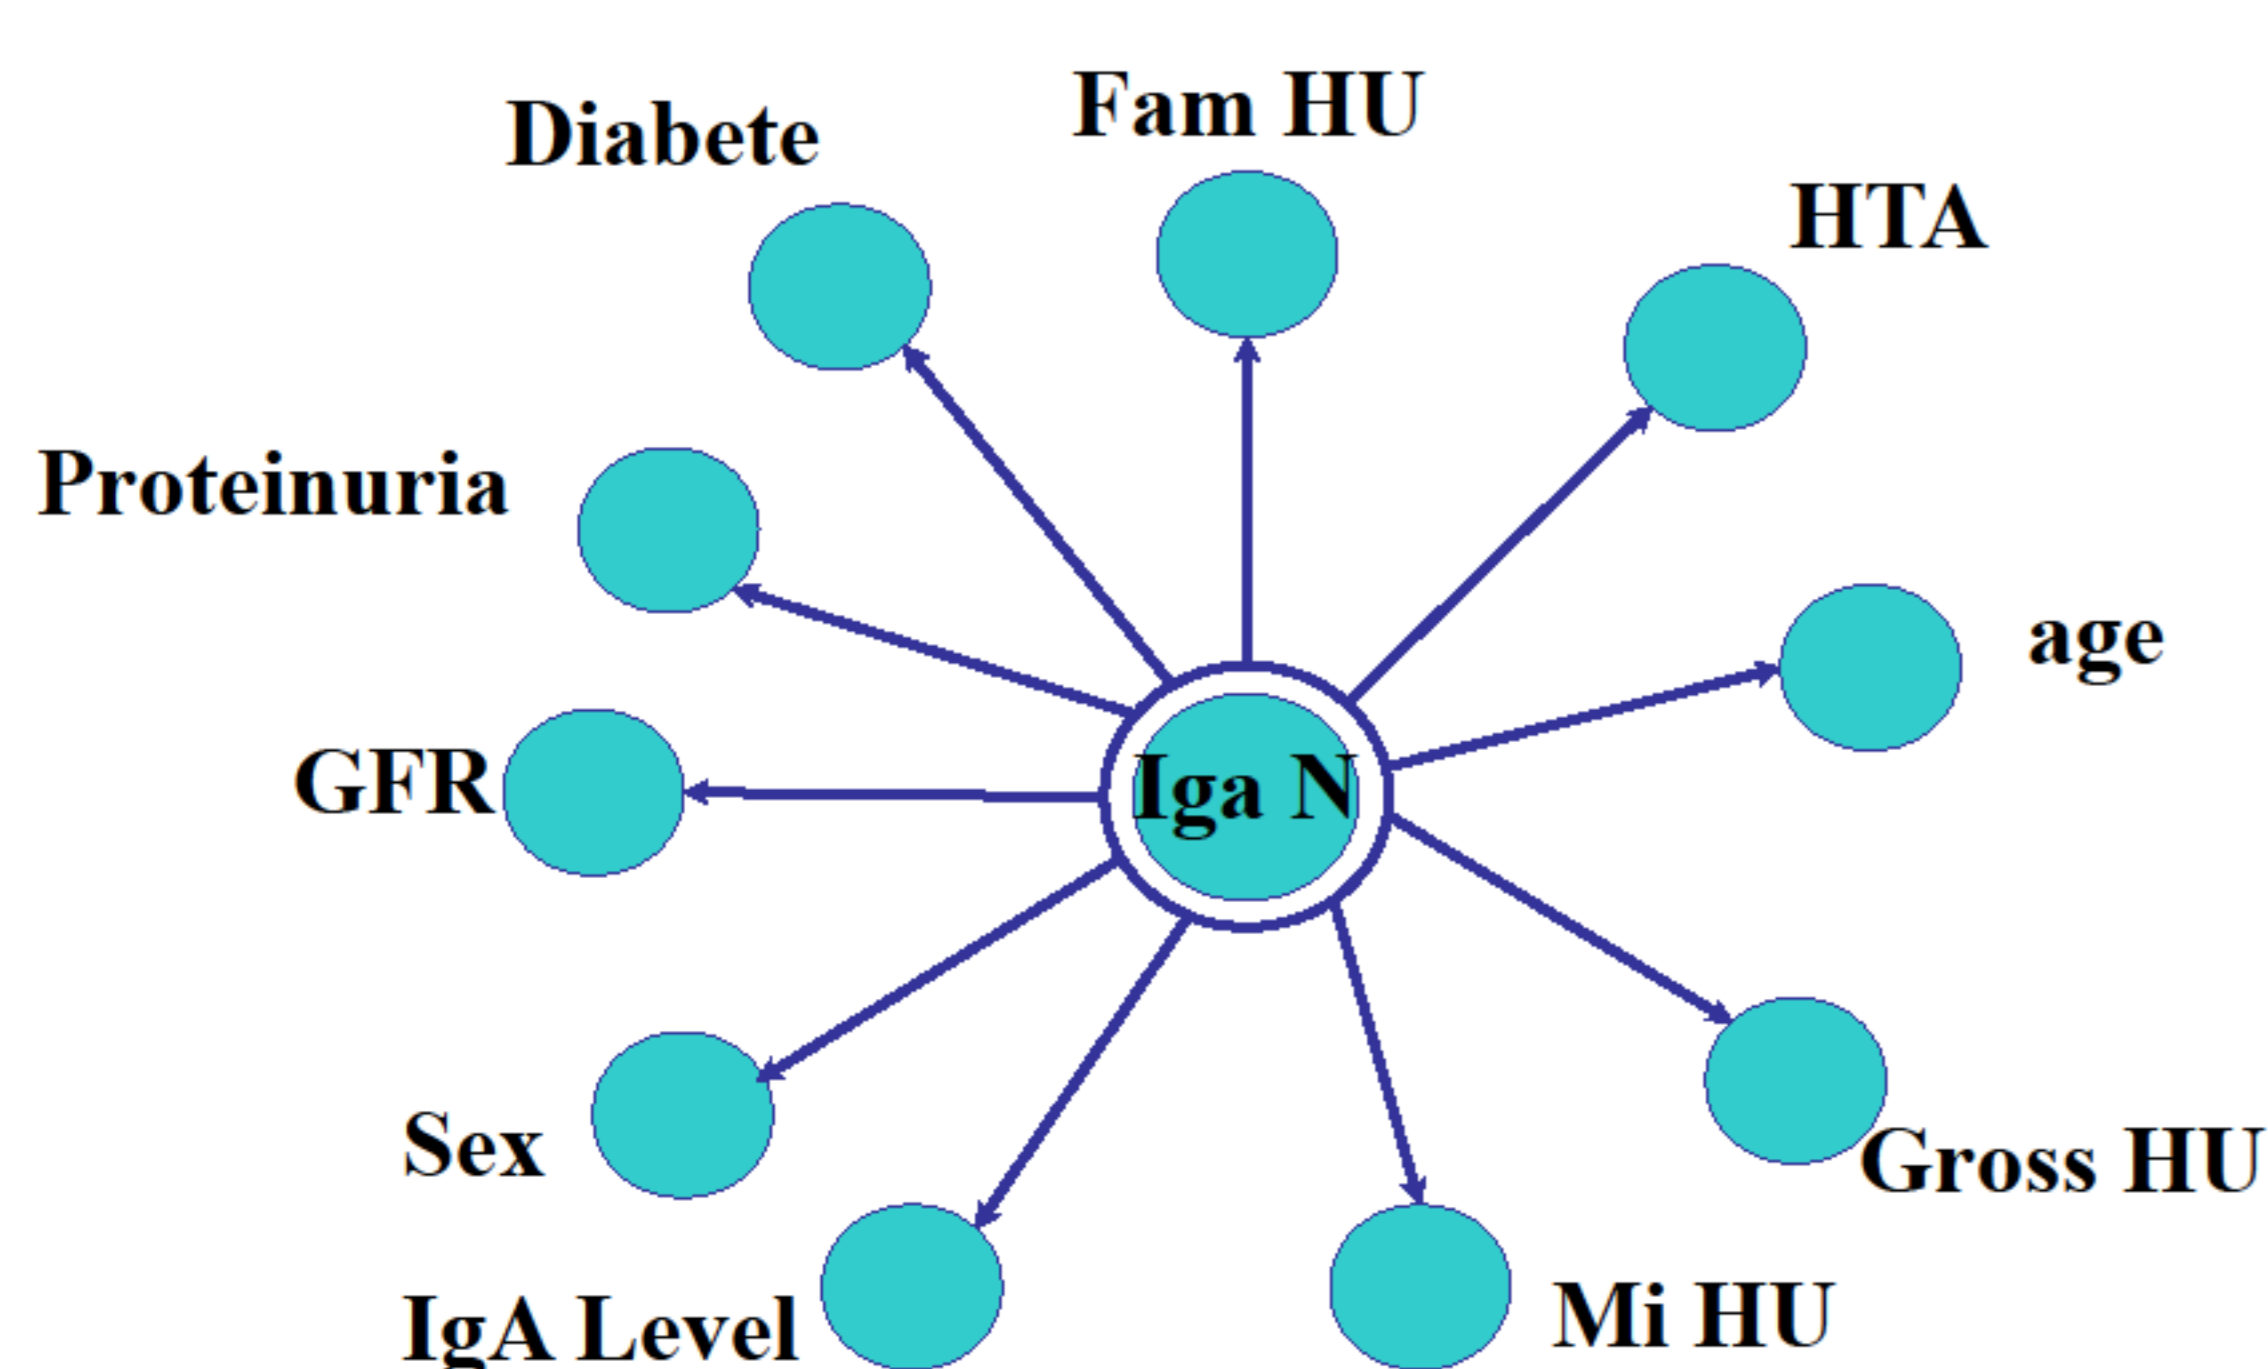 Fam HU
Diabete
HTA
Proteinuria
age
GFR
Iga N
Sex
Gross HU
IgA Level
Mi HU